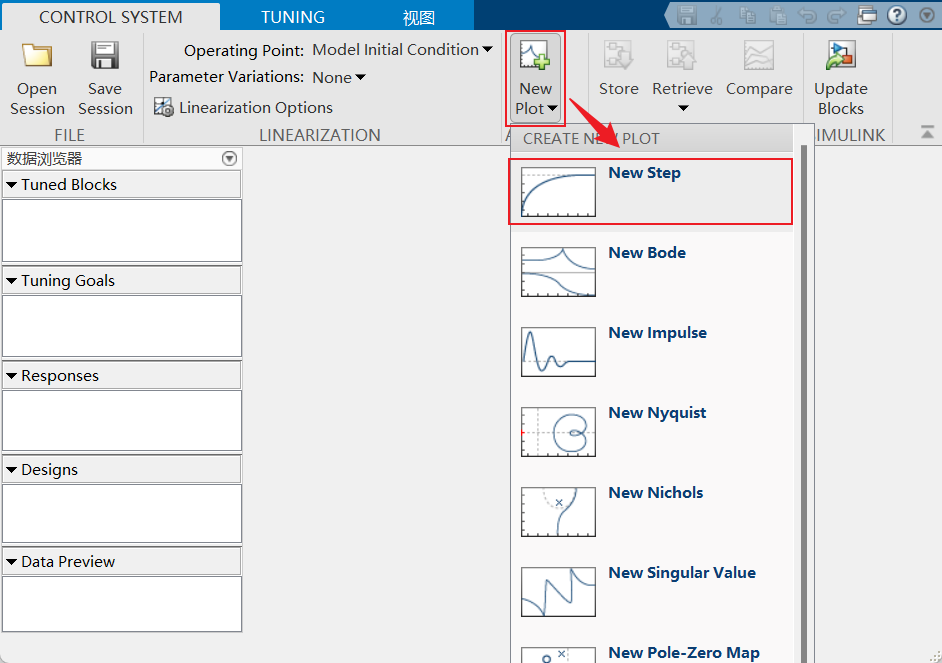 CONTROL SYSTEM
TUNING
视图
Open
Session
Save
Session
FILE
Operating Point: Model Initial Condition
Parameter Variations: None
Linearization Options
LINEARIZATION
New
Plot
Store
Retrieve
Compare
Update
Blocks
IMULINK
数据浏览器
Tuned Blocks
Tuning Goals
Responses
Designs
Data Preview
CREATE NEW PLOT
New Step
New Bode
New Impulse
New Nyquist
New Nichols
New Singular Value
New Pole-Zero Map